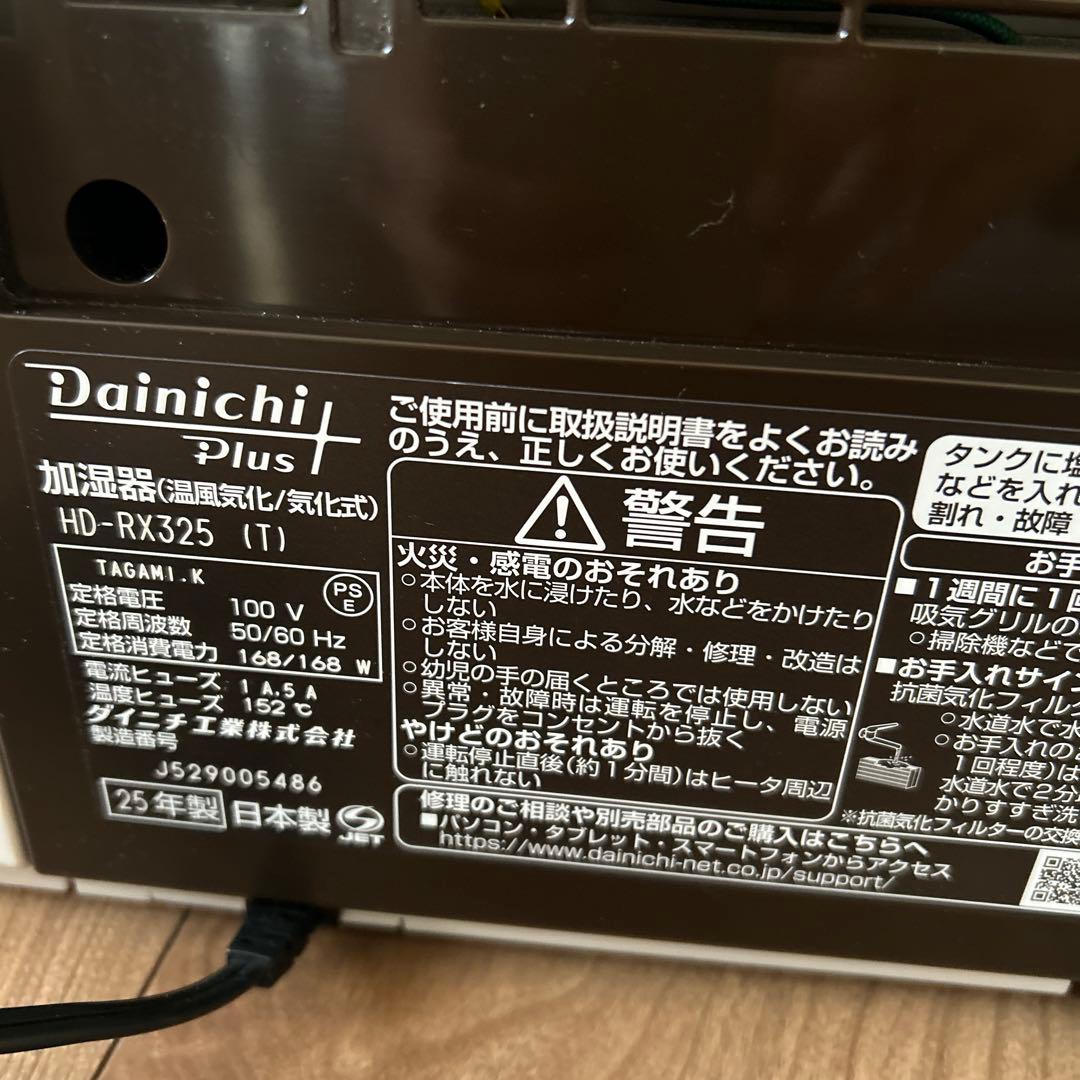 Dainichi
Plus
加湿器(温風気化/気化式)
HD-RX325 (T)
TAGAMI.K
PS
E
定格電圧 100 V
定格周波数 50/60 Hz
定格消費電力 168/168 W
電流ヒューズ 1 A,5 A
温度ヒューズ 152 ℃
ダイニチ工業株式会社
製造番号
J529005486
25年製 日本製 JET
ご使用前に取扱説明書をよくお読み
のうえ、正しくお使いください。
警告
火災・感電のおそれあり
○本体を水に浸けたり、水などをかけたり
しない
○お客様自身による分解・修理・改造は
しない
○幼児の手の届くところでは使用しない
○異常・故障時は運転を停止し、電源
プラグをコンセントから抜く
やけどのおそれあり
○運転停止直後(約1分間)はヒータ周辺
に触れない
修理のご相談や別売部品のご購入はこちらへ
■パソコン・タブレット・スマートフォンからアクセス
https://www.dainichi-net.co.jp/support/
タンクに塩
などを入れ
割れ・故障
お手
■1週間に1回
吸気グリルの
○掃除機などで
■お手入れサイン
抗菌気化フィルタ
○水道水で水
○お手入れの
1回程度)は
水道水で2分
かりすすぎ洗
※抗菌気化フィルターの交換